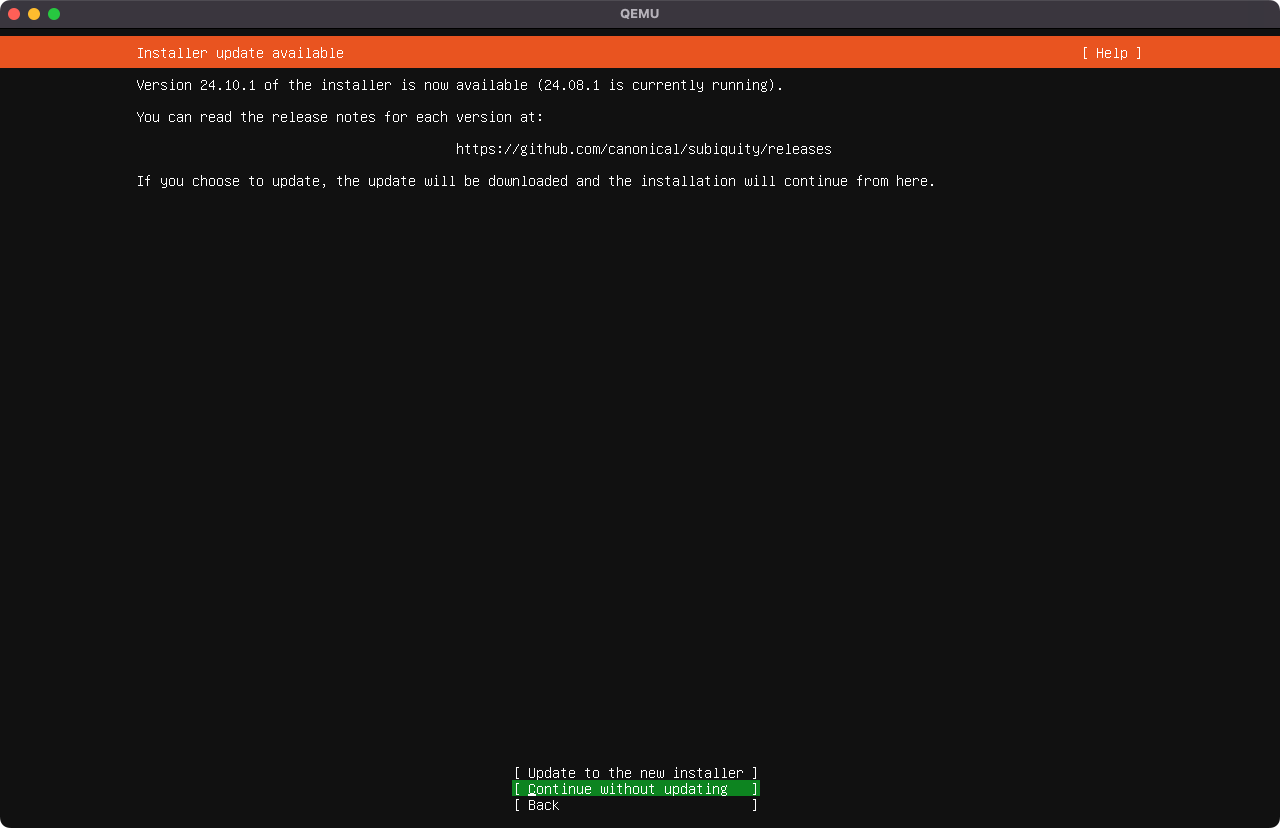 QEMU
Installer update available [ Help ]
Version 24.10.1 of the installer is now available (24.08.1 is currently running).
You can read the release notes for each version at:
https://github.com/canonical/subiquity/releases
If you choose to update, the update will be downloaded and the installation will continue from here.
[ Update to the new installer ]
[ Continue without updating ]
[ Back ]